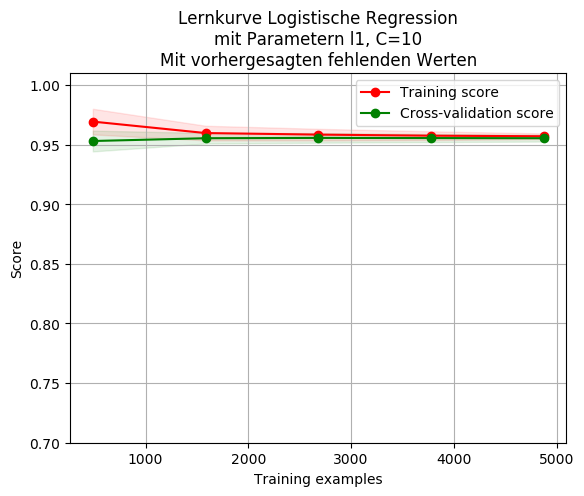 Lernkurve Logistische Regression
mit Parametern l1, C=10
Mit vorhergesagten fehlenden Werten
Training score
Cross-validation score
Score
1.00
0.95
0.90
0.85
0.80
0.75
0.70
1000
2000
3000
4000
5000
Training examples